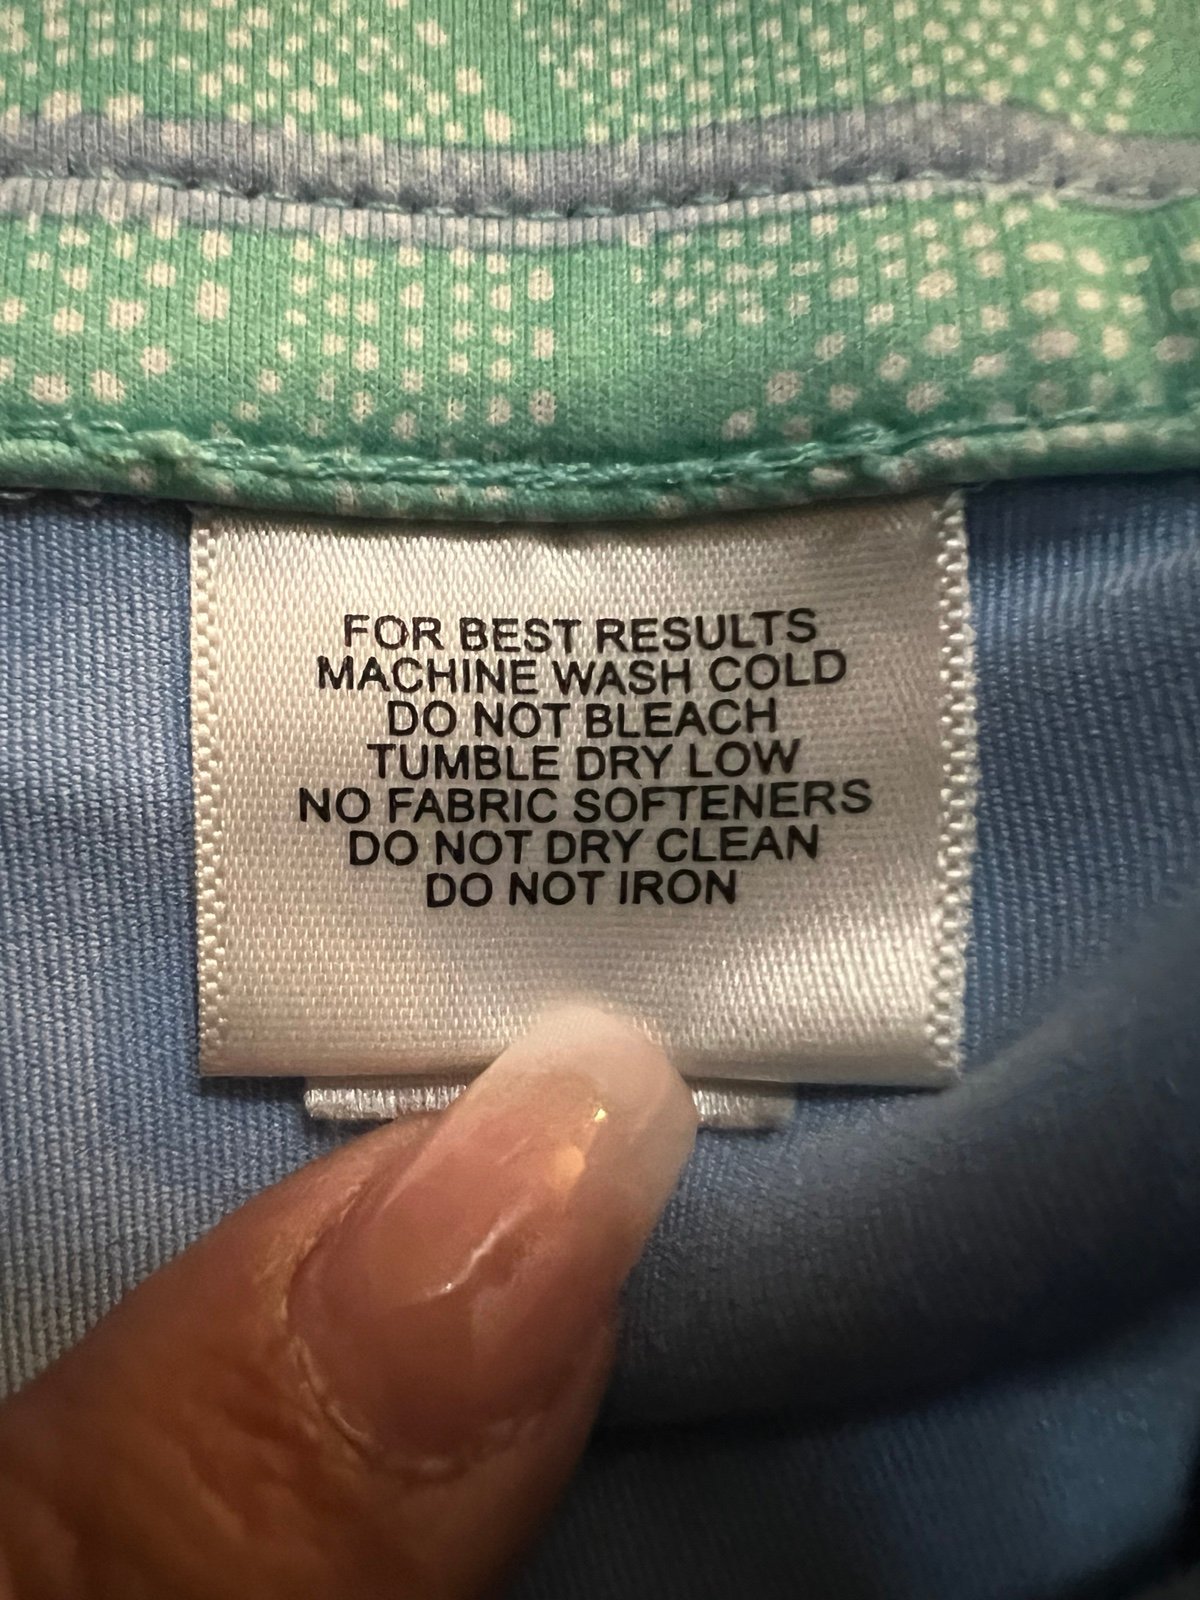 FOR BEST RESULTS
MACHINE WASH COLD
DO NOT BLEACH
TUMBLE DRY LOW
NO FABRIC SOFTENERS
DO NOT DRY CLEAN
DO NOT IRON